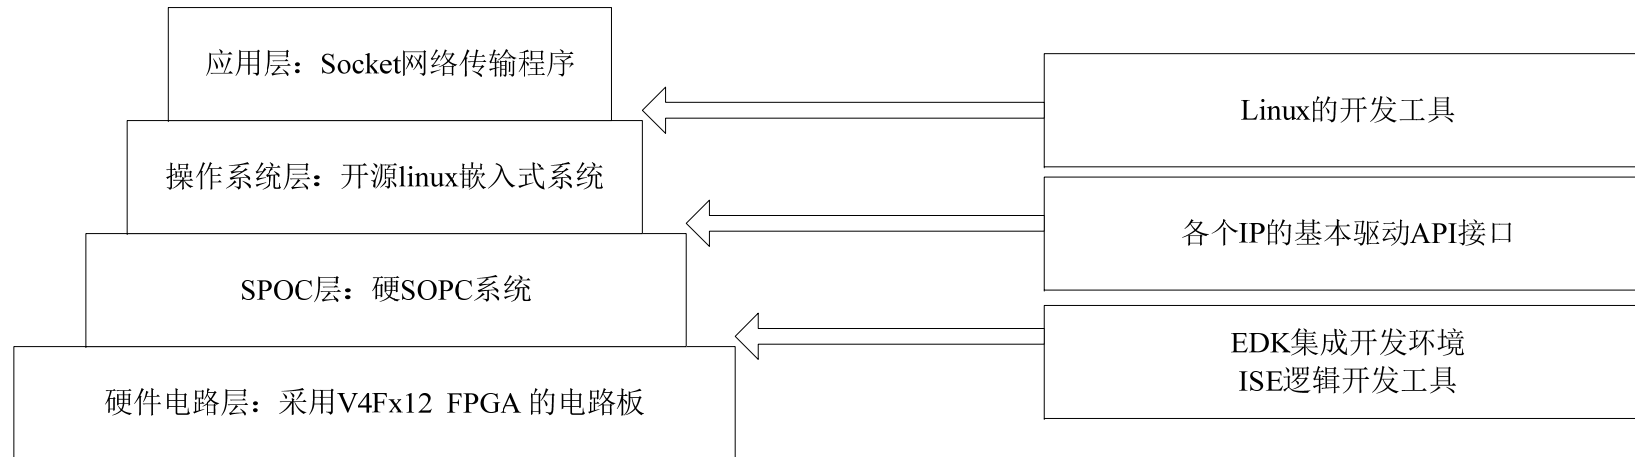 应用层：Socket网络传输程序
Linux的开发工具
操作系统层：开源linux嵌入式系统
各个IP的基本驱动API接口
SPOC层：硬SOPC系统
EDK集成开发环境
ISE逻辑开发工具
硬件电路层：采用V4Fx12 FPGA 的电路板